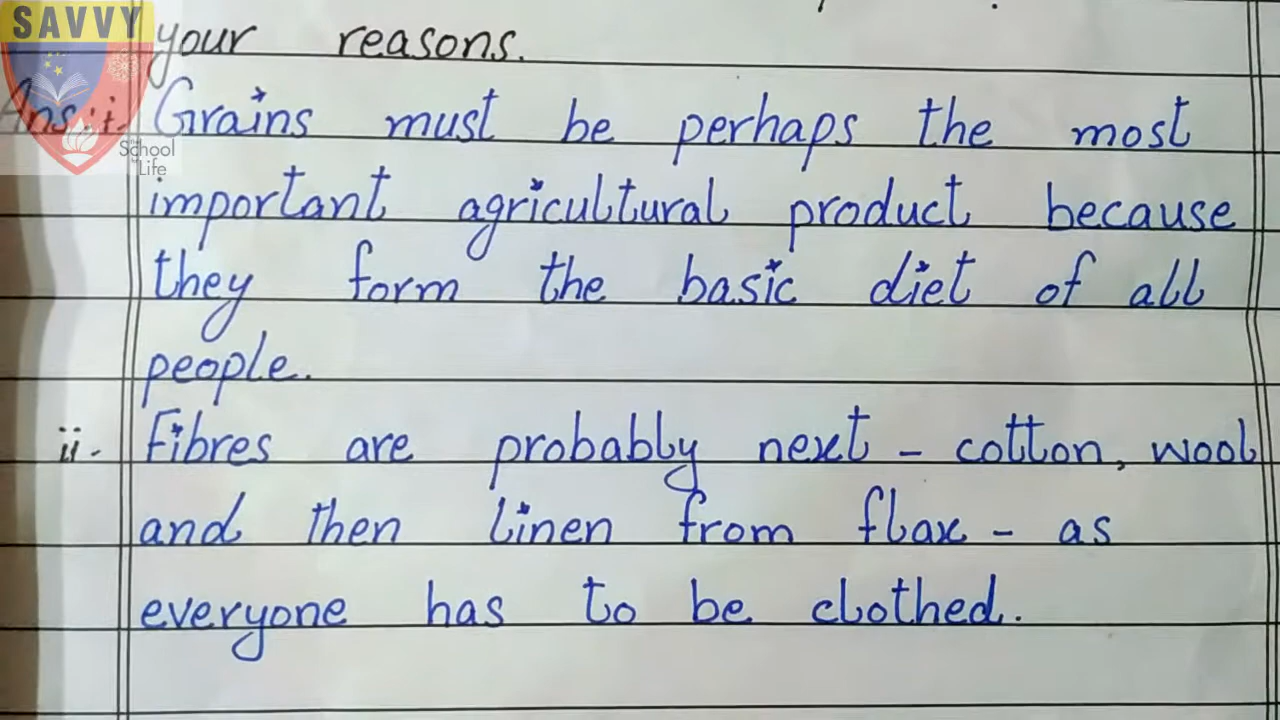 SAVVY
The School
of Life
your reasons.
Ans:i. Grains must be perhaps the most
important agricultural product because
they form the basic diet of all
people.
ii- Fibres are probably next - cotton, wool
and then linen from flax - as
everyone has to be clothed.